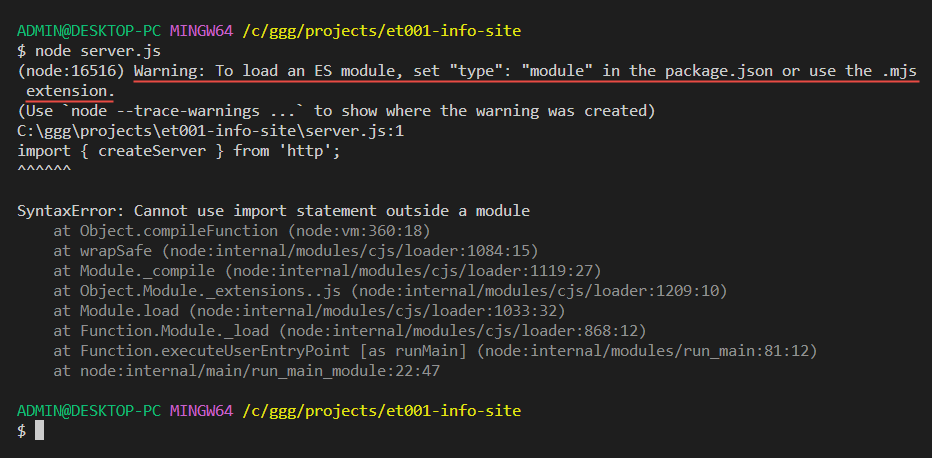 ADMIN@DESKTOP-PC MINGW64 /c/ggg/projects/et001-info-site
$ node server.js
(node:16516) Warning: To load an ES module, set "type": "module" in the package.json or use the .mjs
 extension.
(Use `node --trace-warnings ...` to show where the warning was created)
C:\ggg\projects\et001-info-site\server.js:1
import { createServer } from 'http';
^^^^^^
SyntaxError: Cannot use import statement outside a module
    at Object.compileFunction (node:vm:360:18)
    at wrapSafe (node:internal/modules/cjs/loader:1084:15)
    at Module._compile (node:internal/modules/cjs/loader:1119:27)
    at Object.Module._extensions..js (node:internal/modules/cjs/loader:1209:10)
    at Module.load (node:internal/modules/cjs/loader:1033:32)
    at Function.Module._load (node:internal/modules/cjs/loader:868:12)
    at Function.executeUserEntryPoint [as runMain] (node:internal/modules/run_main:81:12)
    at node:internal/main/run_main_module:22:47
ADMIN@DESKTOP-PC MINGW64 /c/ggg/projects/et001-info-site
$